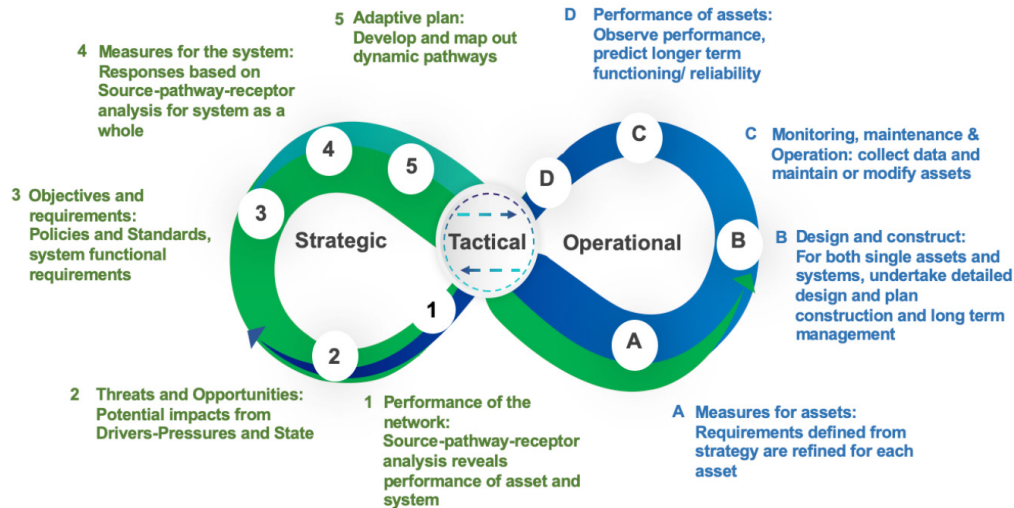 5 Adaptive plan:
Develop and map out
dynamic pathways
D Performance of assets:
Observe performance,
predict longer term
functioning/ reliability
4 Measures for the system:
Responses based on
Source-pathway-receptor
analysis for system as a
whole
C Monitoring, maintenance &
Operation: collect data and
maintain or modify assets
3 Objectives and
requirements:
Policies and Standards,
system functional
requirements
B Design and construct:
For both single assets and
systems, undertake detailed
design and plan
construction and long term
management
4
5
3
Strategic
1
2
Tactical
D
C
Operational
B
A
2 Threats and Opportunities:
Potential impacts from
Drivers-Pressures and State
1 Performance of the
network:
Source-pathway-receptor
analysis reveals
performance of asset and
system
A Measures for assets:
Requirements defined from
strategy are refined for each
asset